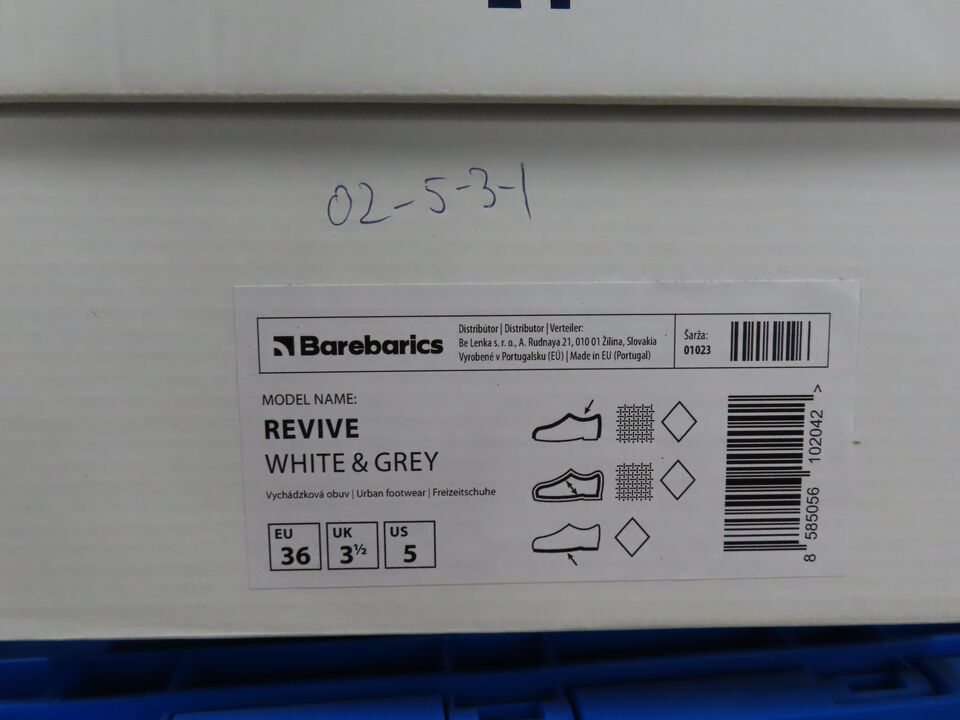 02-5-3-1
Barebarics
Distribútor | Distributor | Verteiler:
Be Lenka s. r. o., A. Rudnaya 21, 010 01 Žilina, Slovakia
Vyrobené v Portugalsku (EÚ) | Made in EU (Portugal)
Šarža:
01023
MODEL NAME:
REVIVE
WHITE & GREY
Vychádzková obuv | Urban footwear | Freizeitschuhe
EU 36
UK 3½
US 5
8 585056 102042 >